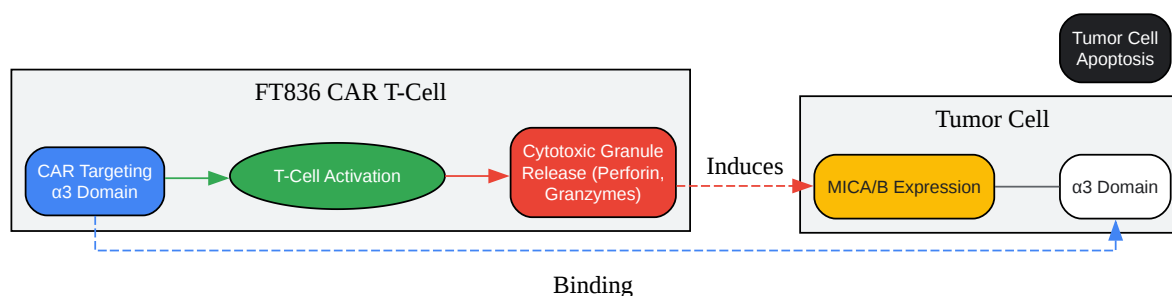 Tumor Cell
Apoptosis
FT836 CAR T-Cell
Tumor Cell
CAR Targeting
α3 Domain
T-Cell Activation
Cytotoxic Granule
Release (Perforin,
Granzymes)
Induces
MICA/B Expression
α3 Domain
Binding